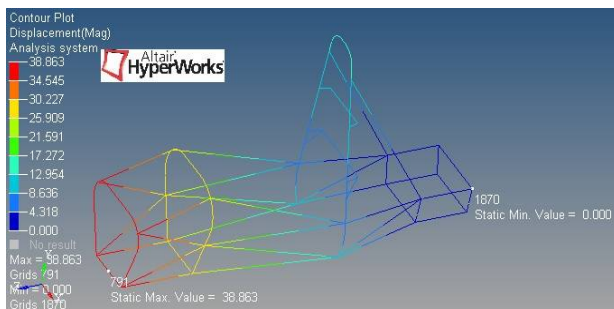 Contour Plot
Displacement(Mag)
Analysis system
38.863
34.545
30.227
25.909
21.591
17.272
12.954
8.636
4.318
0.000
No result
Max = 38.863
Grids 791
Min = 0.000
Grids 1870
Altair
HyperWorks
1870
Static Min. Value = 0.000
791
Static Max. Value = 38.863
Y
Z
X